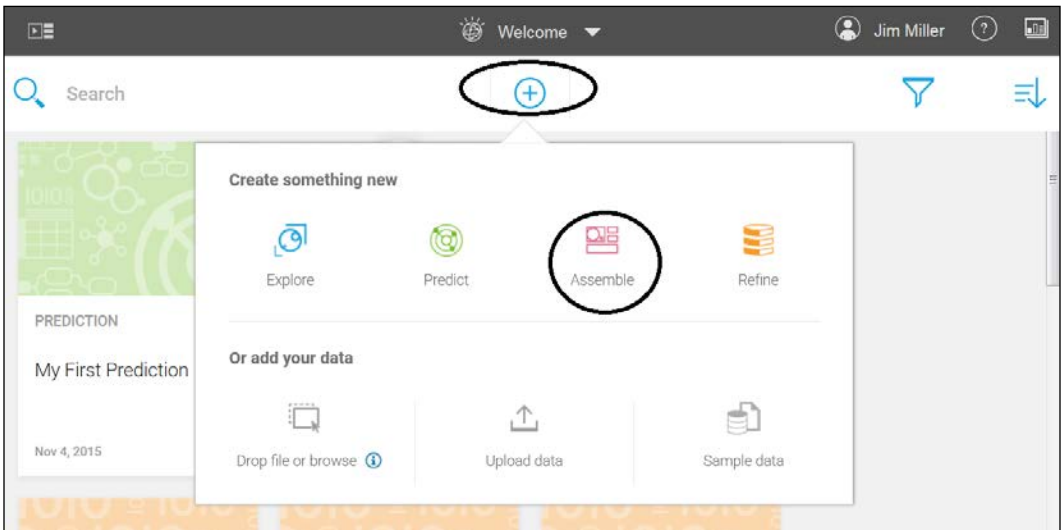 Welcome
Jim Miller
?
Search
Create something new
Explore
Predict
Assemble
Refine
PREDICTION
My First Prediction
Or add your data
Nov 4, 2015
Drop file or browse
Upload data
Sample data